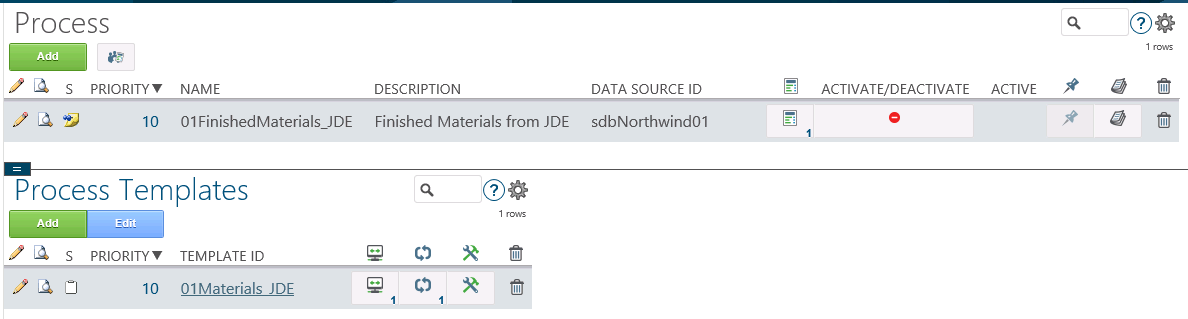 Process
?
1 rows
Add
S PRIORITY▼ NAME DESCRIPTION DATA SOURCE ID ACTIVATE/DEACTIVATE ACTIVE
10 01FinishedMaterials_JDE Finished Materials from JDE sdbNorthwind01 1
Process Templates
?
1 rows
Add Edit
S PRIORITY▼ TEMPLATE ID
10 01Materials_JDE 1 1